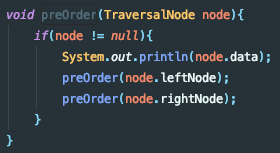 void preOrder(TraversalNode node){
    if(node != null){
        System.out.println(node.data);
        preOrder(node.leftNode);
        preOrder(node.rightNode);
    }
}